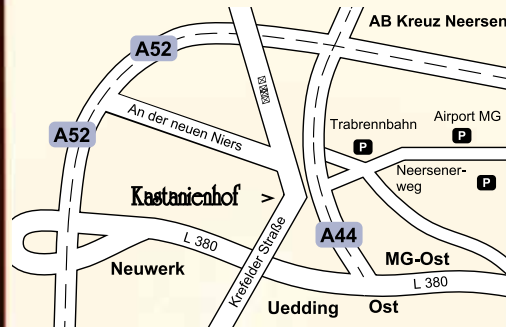 AB Kreuz Neersen
A52
Airport MG
P
Trabrennbahn
P
An der neuen Niers
A52
Neersener-
weg
P
Kastanienhof >
A44
L 380
Krefelder Straße
MG-Ost
Neuwerk
L 380
Uedding
Ost